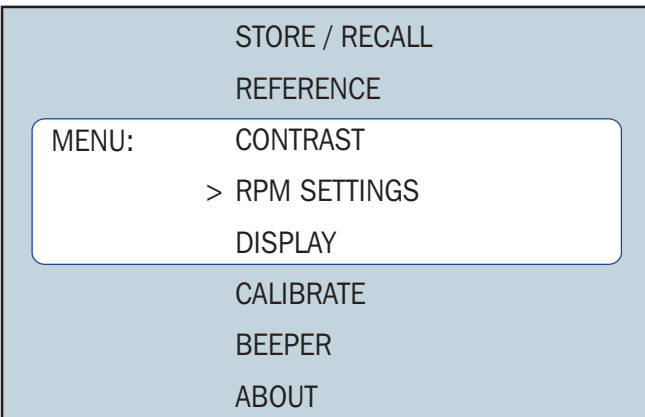 STORE / RECALL
REFERENCE
MENU: CONTRAST
> RPM SETTINGS
DISPLAY
CALIBRATE
BEEPER
ABOUT